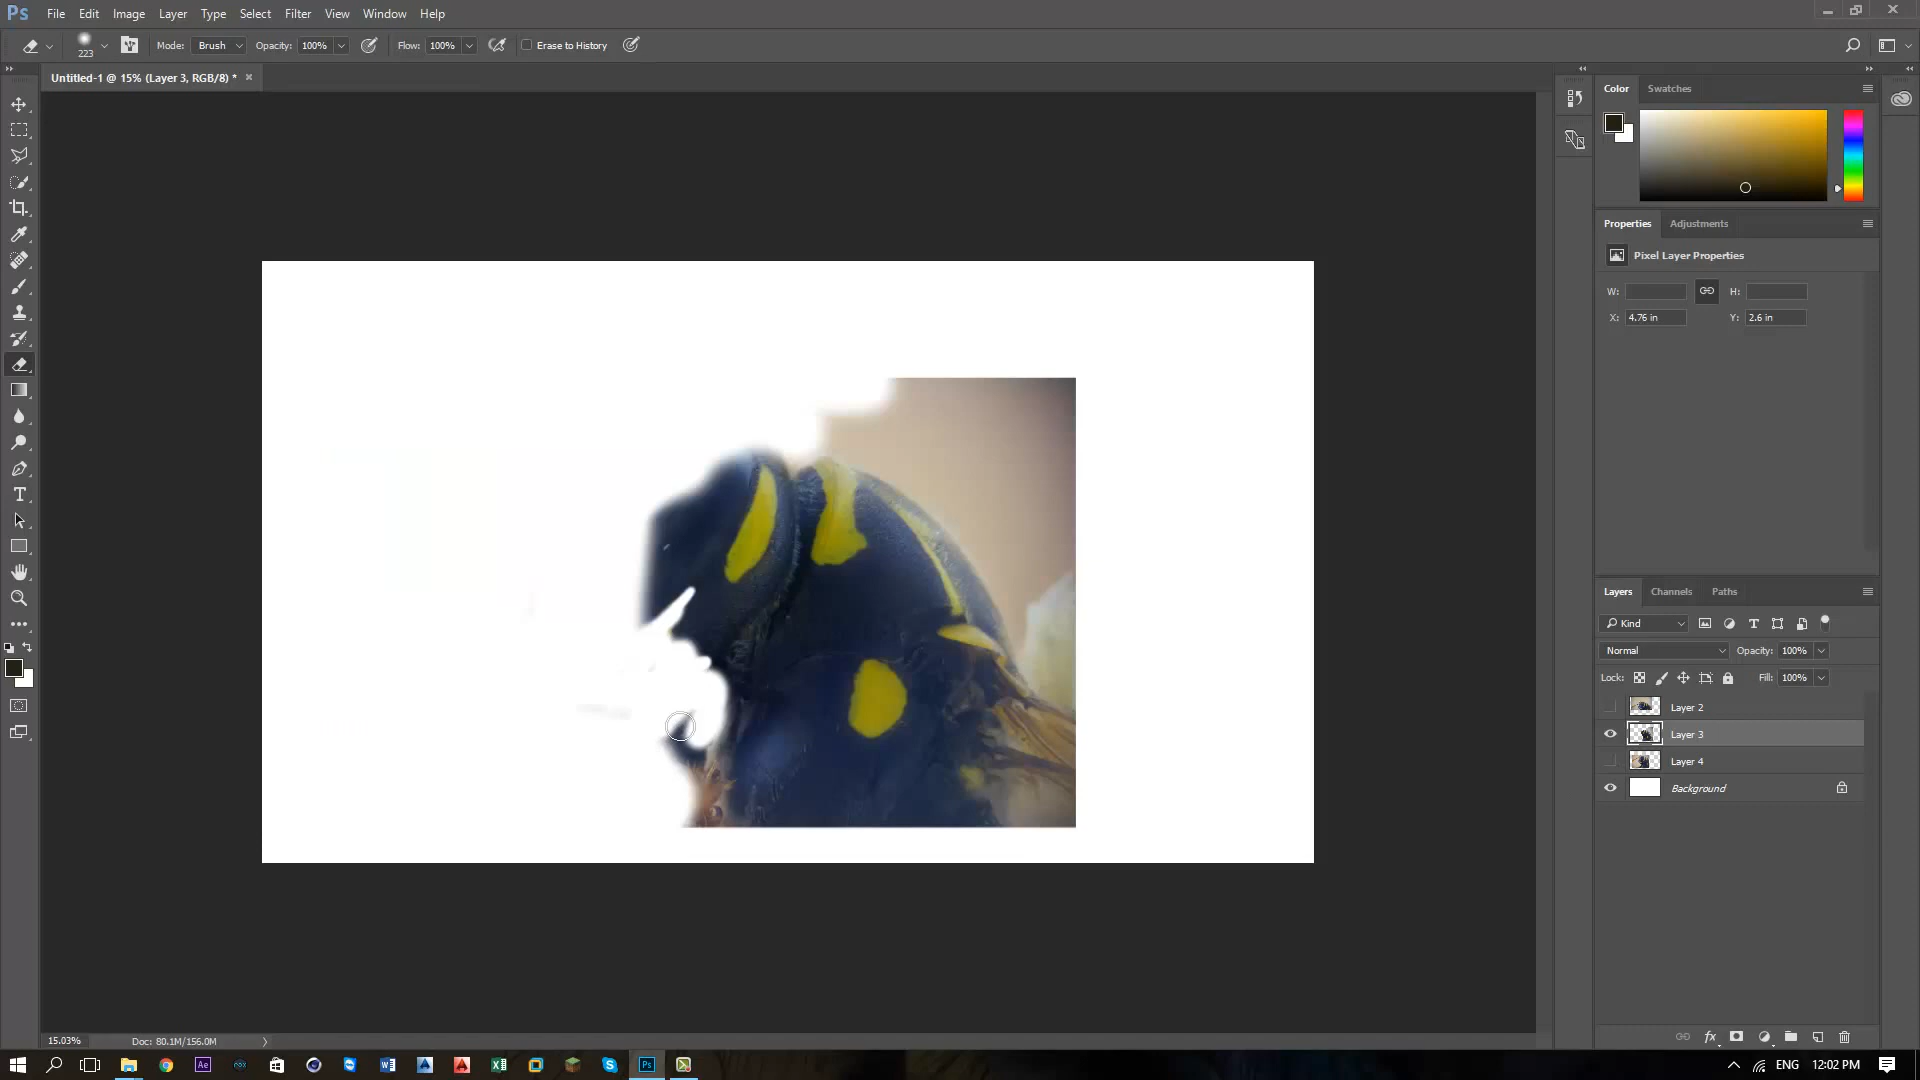 Ps File Edit Image Layer Type Select Filter View Window Help
223 Mode: Brush Opacity: 100% Flow: 100% Erase to History
Untitled-1 @ 15% (Layer 3, RGB/8) *
Color Swatches
Properties Adjustments
Pixel Layer Properties
W: H:
X: 4.76 in Y: 2.6 in
Layers Channels Paths
Kind
Normal Opacity: 100%
Lock: Fill: 100%
Layer 2
Layer 3
Layer 4
Background
15.03% Doc: 80.1M/156.0M
Ae Ps ENG 12:02 PM